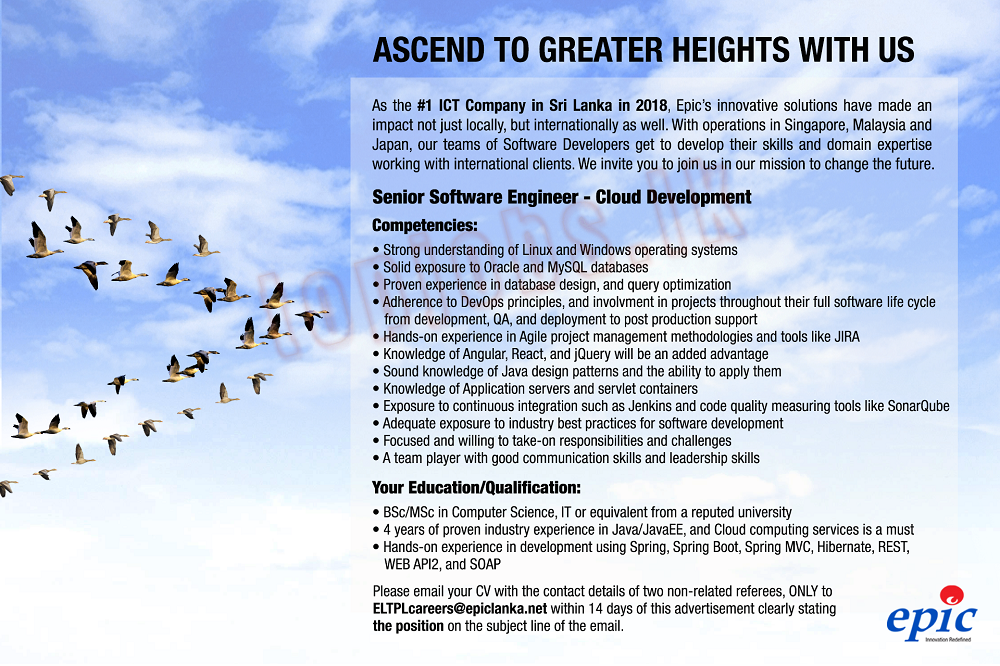 ASCEND TO GREATER HEIGHTS WITH US
As the #1 ICT Company in Sri Lanka in 2018, Epic's innovative solutions have made an
impact not just locally, but internationally as well. With operations in Singapore, Malaysia and
Japan, our teams of Software Developers get to develop their skills and domain expertise
working with international clients. We invite you to join us in our mission to change the future.
Senior Software Engineer - Cloud Development
Competencies:
• Strong understanding of Linux and Windows operating systems
• Solid exposure to Oracle and MySQL databases
• Proven experience in database design, and query optimization
• Adherence to DevOps principles, and involvment in projects throughout their full software life cycle
from development, QA, and deployment to post production support
• Hands-on experience in Agile project management methodologies and tools like JIRA
• Knowledge of Angular, React, and jQuery will be an added advantage
• Sound knowledge of Java design patterns and the ability to apply them
• Knowledge of Application servers and servlet containers
• Exposure to continuous integration such as Jenkins and code quality measuring tools like SonarQube
• Adequate exposure to industry best practices for software development
• Focused and willing to take-on responsibilities and challenges
• A team player with good communication skills and leadership skills
Your Education/Qualification:
• BSc/MSc in Computer Science, IT or equivalent from a reputed university
• 4 years of proven industry experience in Java/JavaEE, and Cloud computing services is a must
• Hands-on experience in development using Spring, Spring Boot, Spring MVC, Hibernate, REST,
WEB API2, and SOAP
Please email your CV with the contact details of two non-related referees, ONLY to
ELTPLcareers@epiclanka.net within 14 days of this advertisement clearly stating
the position on the subject line of the email.
epic
Innovation Redefined